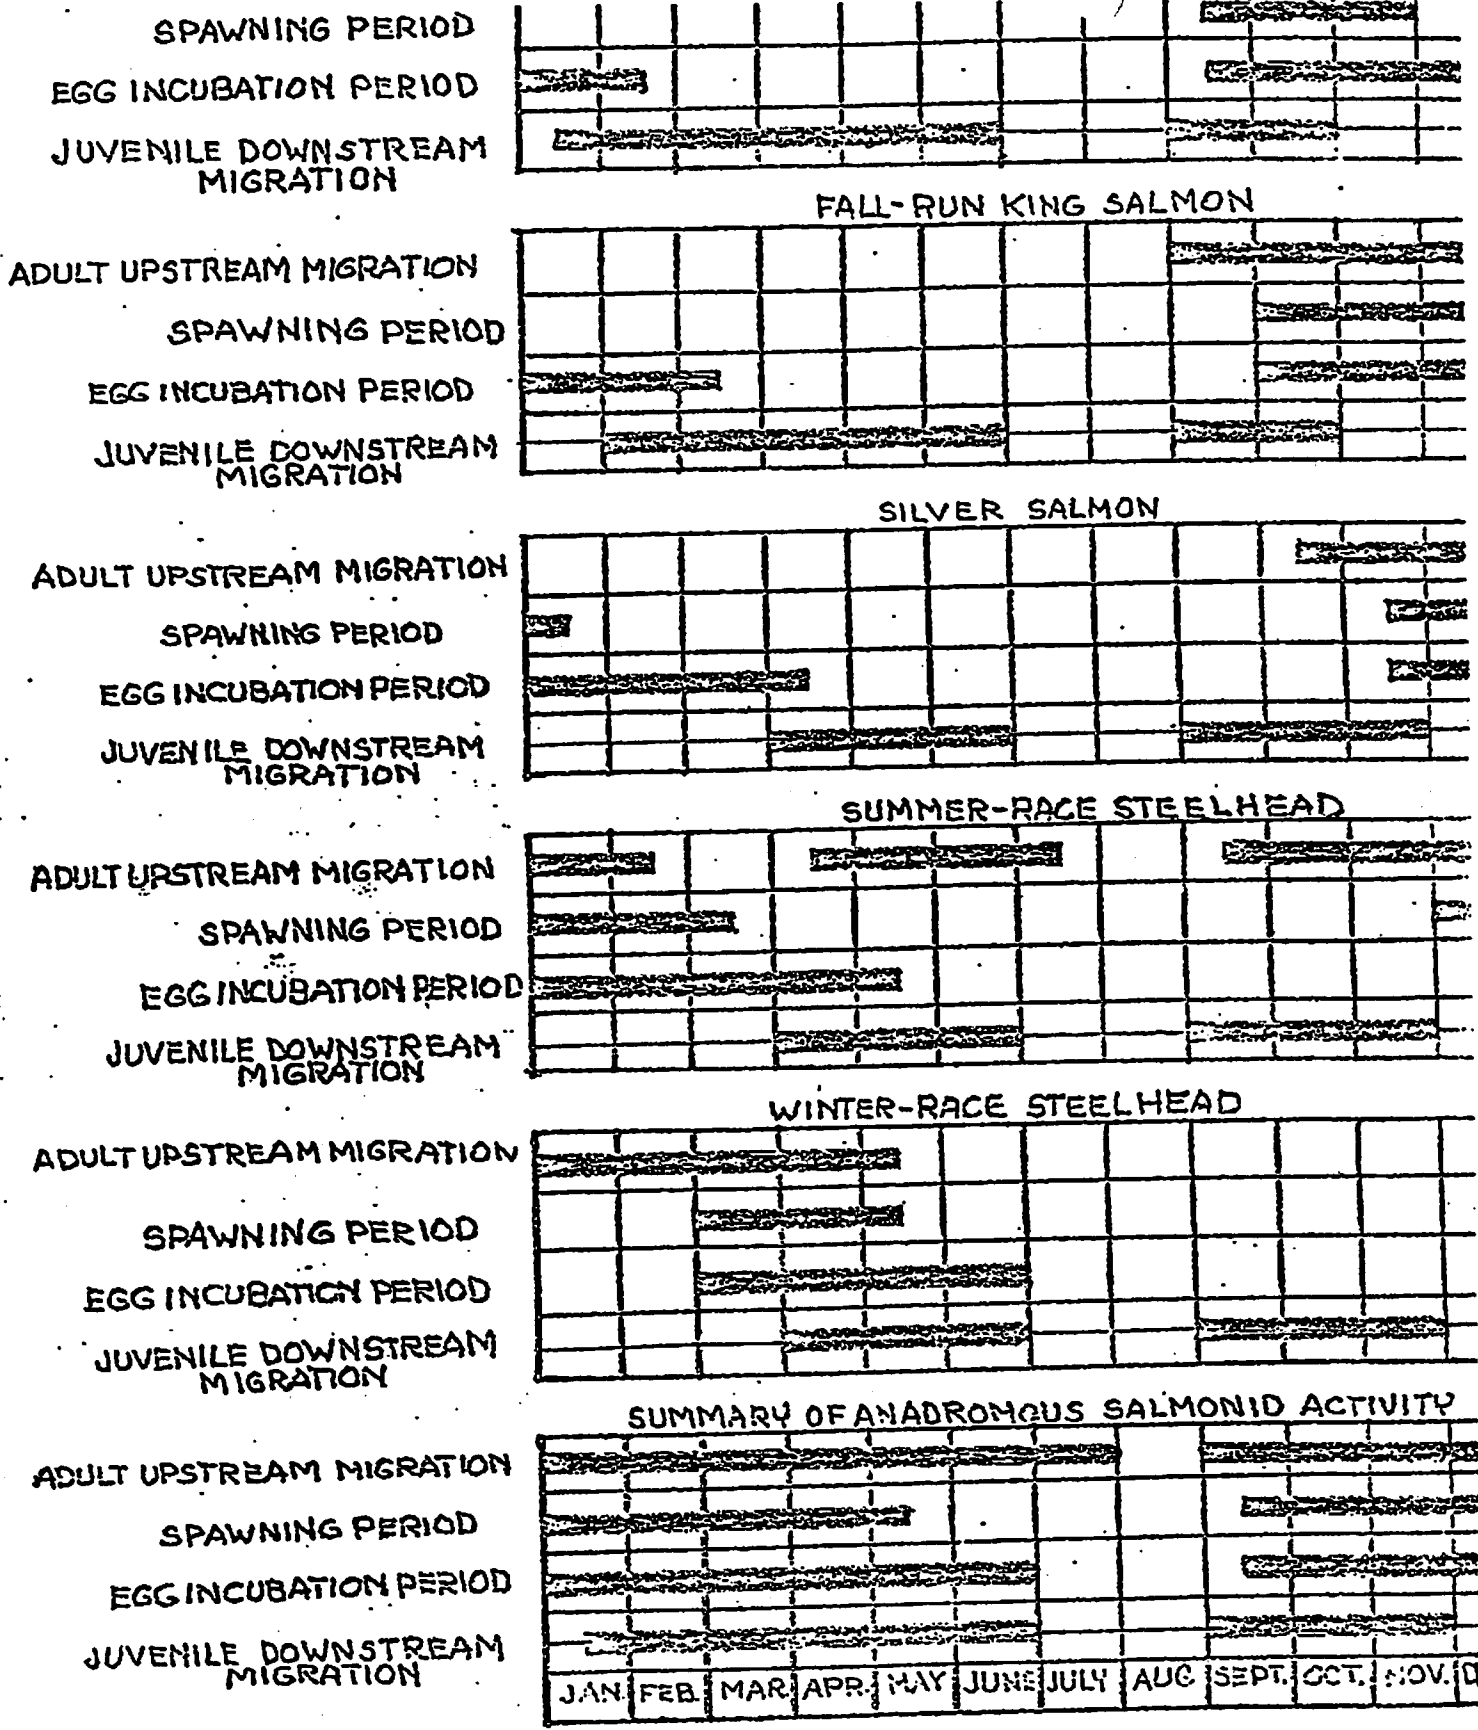 SPAWNING PERIOD
EGG INCUBATION PERIOD
JUVENILE DOWNSTREAM
MIGRATION
FALL-RUN KING SALMON
ADULT UPSTREAM MIGRATION
SPAWNING PERIOD
EGG INCUBATION PERIOD
JUVENILE DOWNSTREAM
MIGRATION
SILVER SALMON
ADULT UPSTREAM MIGRATION
SPAWNING PERIOD
EGG INCUBATION PERIOD
JUVENILE DOWNSTREAM
MIGRATION
SUMMER-RACE STEELHEAD
ADULT UPSTREAM MIGRATION
SPAWNING PERIOD
EGG INCUBATION PERIOD
JUVENILE DOWNSTREAM
MIGRATION
WINTER-RACE STEELHEAD
ADULT UPSTREAM MIGRATION
SPAWNING PERIOD
EGG INCUBATION PERIOD
JUVENILE DOWNSTREAM
MIGRATION
SUMMARY OF ANADROMOUS SALMONID ACTIVITY
ADULT UPSTREAM MIGRATION
SPAWNING PERIOD
EGG INCUBATION PERIOD
JUVENILE DOWNSTREAM
MIGRATION
JAN. FEB. MAR. APR. MAY JUNE JULY AUG SEPT. OCT. NOV. D